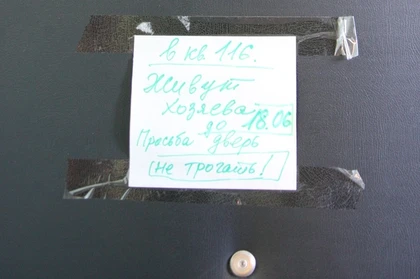 в кв 116.
Живут
хозяева
до 18.06
Просьба дверь
не трогать!